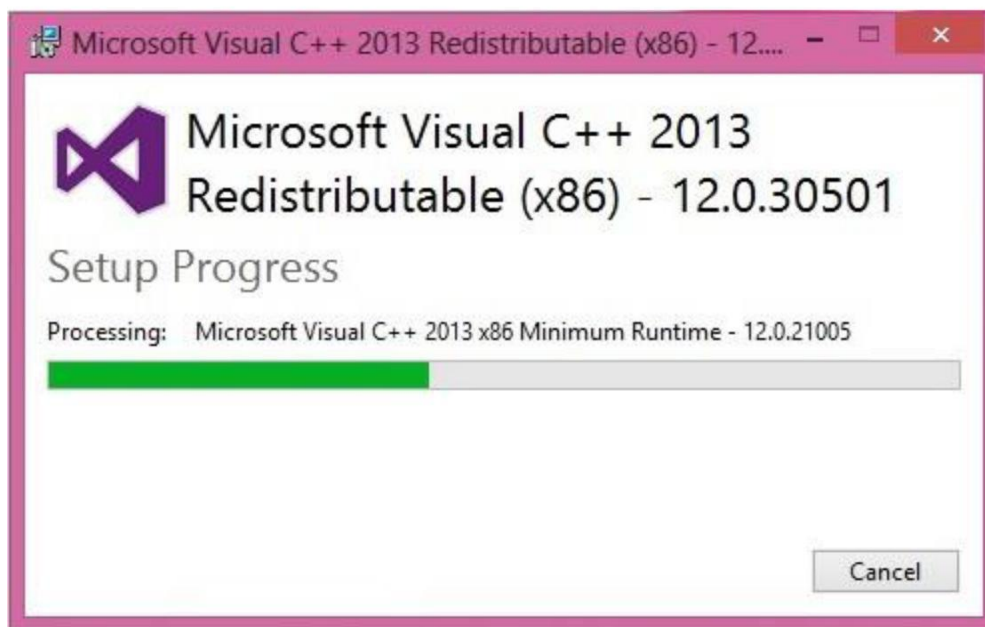 Microsoft Visual C++ 2013 Redistributable (x86) - 12....
Microsoft Visual C++ 2013
Redistributable (x86) - 12.0.30501
Setup Progress
Processing: Microsoft Visual C++ 2013 x86 Minimum Runtime - 12.0.21005
Cancel